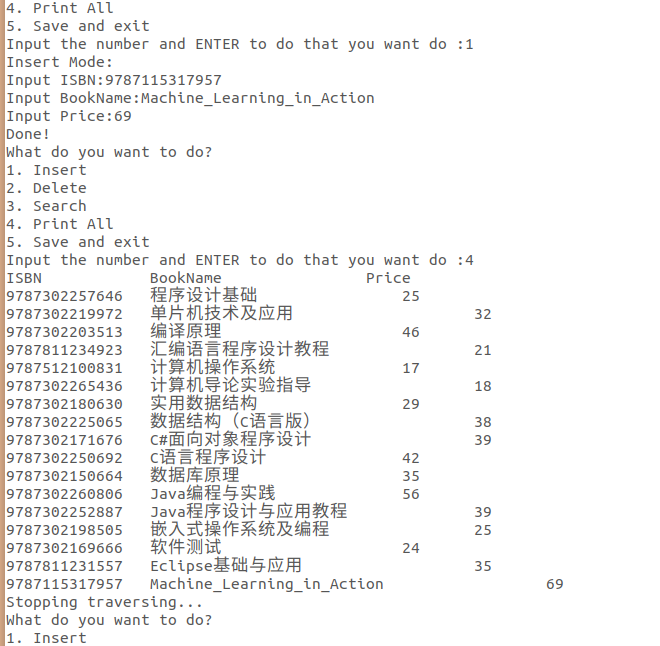 4. Print All
5. Save and exit
Input the number and ENTER to do that you want do :1
Insert Mode:
Input ISBN:9787115317957
Input BookName:Machine_Learning_in_Action
Input Price:69
Done!
What do you want to do?
1. Insert
2. Delete
3. Search
4. Print All
5. Save and exit
Input the number and ENTER to do that you want do :4
ISBN BookName Price
9787302257646 程序设计基础 25
9787302219972 单片机技术及应用 32
9787302203513 编译原理 46
9787811234923 汇编语言程序设计教程 21
9787512100831 计算机操作系统 17
9787302265436 计算机导论实验指导 18
9787302180630 实用数据结构 29
9787302225065 数据结构（C语言版） 38
9787302171676 C#面向对象程序设计 39
9787302250692 C语言程序设计 42
9787302150664 数据库原理 35
9787302260806 Java编程与实践 56
9787302252887 Java程序设计与应用教程 39
9787302198505 嵌入式操作系统及编程 25
9787302169666 软件测试 24
9787811231557 Eclipse基础与应用 35
9787115317957 Machine_Learning_in_Action 69
Stopping traversing...
What do you want to do?
1. Insert